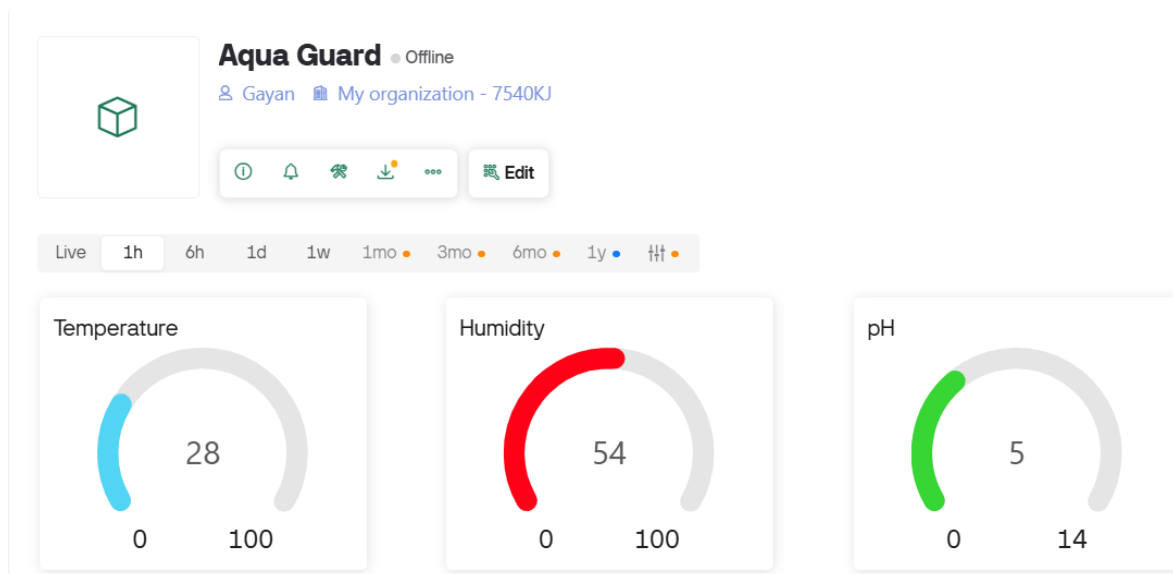 Aqua Guard Offline
Gayan My organization - 7540KJ
Edit
Live 1h 6h 1d 1w 1mo 3mo 6mo 1y
Temperature
28
0 100
Humidity
54
0 100
pH
5
0 14